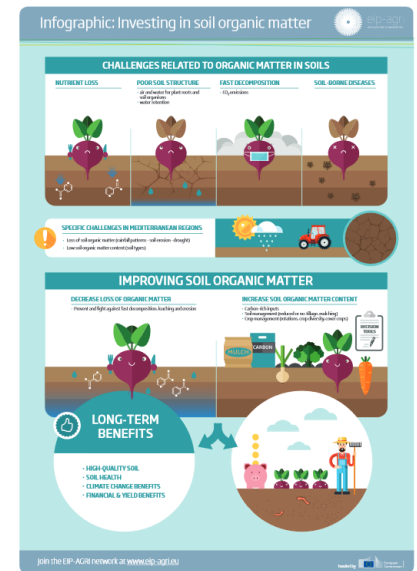 Infographic: Investing in soil organic matter
eip-agri
CHALLENGES RELATED TO ORGANIC MATTER IN SOILS
NUTRIENT LOSS
POOR SOIL STRUCTURE
- air and water for plant roots and
soil organisms
- water retention
FAST DECOMPOSITION
- CO₂ emissions
SOIL-BORNE DISEASES
SPECIFIC CHALLENGES IN MEDITERRANEAN REGIONS
- Loss of soil organic matter (rainfall patterns - soil erosion - drought)
- Low soil organic matter content (soil types)
IMPROVING SOIL ORGANIC MATTER
DECREASE LOSS OF ORGANIC MATTER
Prevent and fight against fast decomposition, leaching and erosion
INCREASE SOIL ORGANIC MATTER CONTENT
- Carbon-rich inputs
- Soil management (reduced or no tillage, mulching)
- Crop management (rotations, crop diversity, cover crops)
DECISION
TOOLS
CARBON
MULCH
LONG-TERM
BENEFITS
- HIGH-QUALITY SOIL
- SOIL HEALTH
- CLIMATE CHANGE BENEFITS
- FINANCIAL & YIELD BENEFITS
Join the EIP-AGRI network at www.eip-agri.eu
Funded by
European
Commission